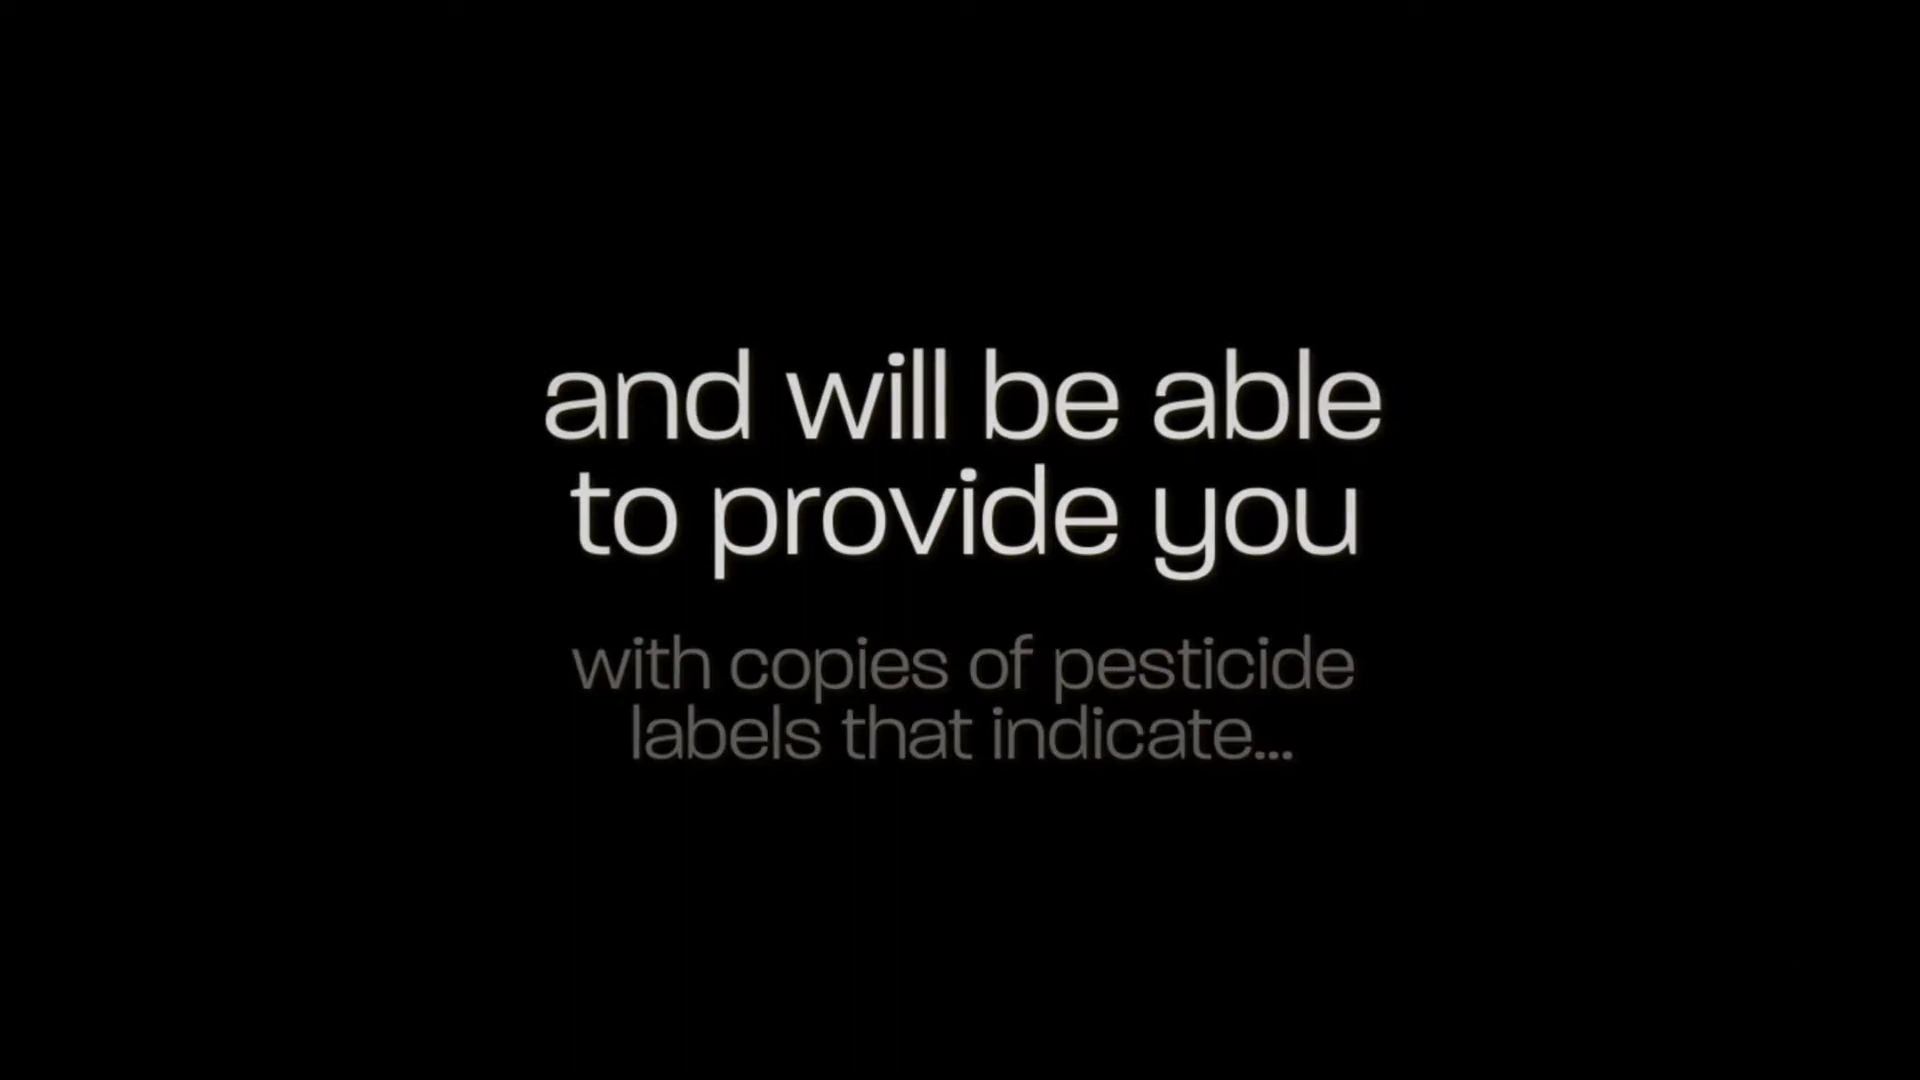 and will be able
to provide you
with copies of pesticide
labels that indicate...